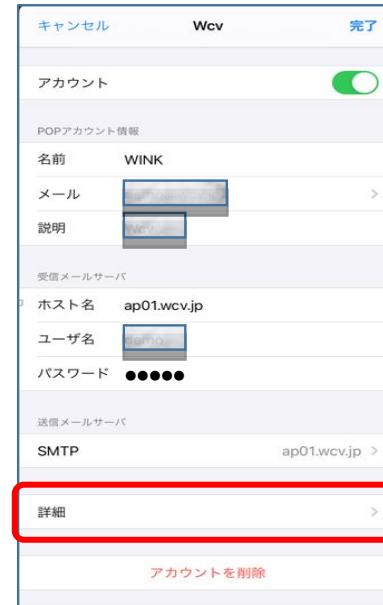 キャンセル Wcv 完了
アカウント
POPアカウント情報
名前 WINK
メール
説明
受信メールサーバ
ホスト名 ap01.wcv.jp
ユーザ名
パスワード ●●●●●
送信メールサーバ
SMTP ap01.wcv.jp >
詳細 >
アカウントを削除